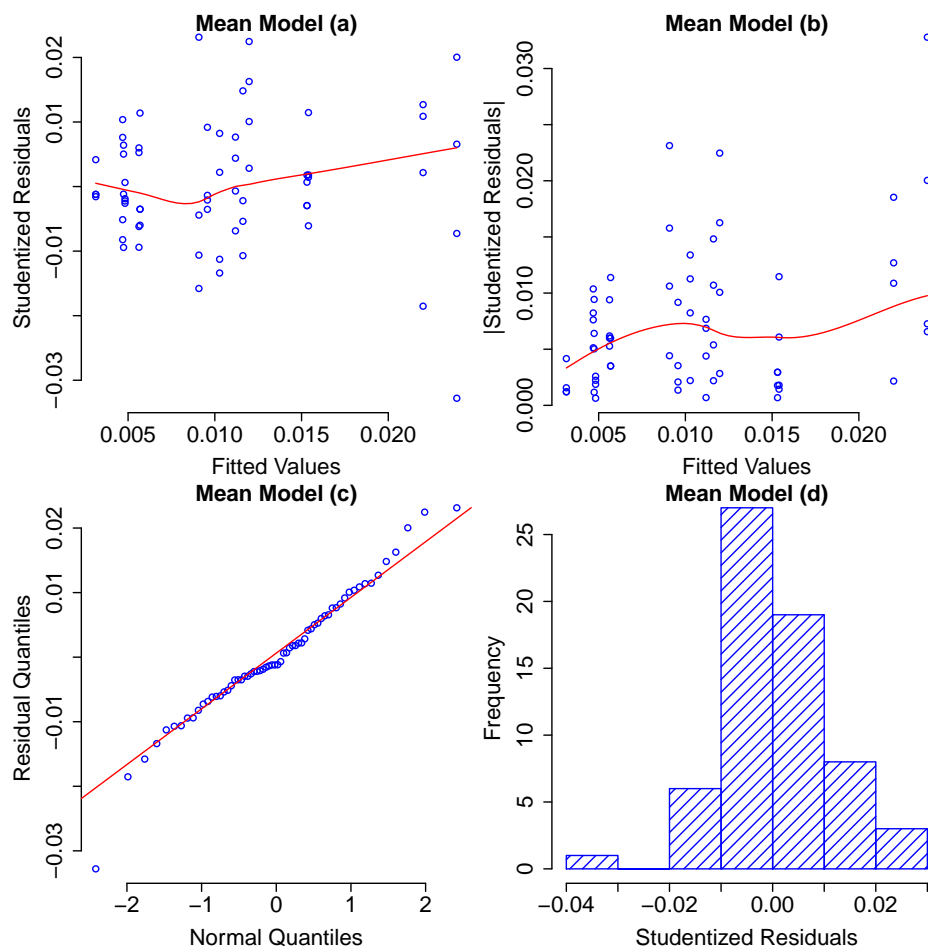 Mean Model (a)
Studentized Residuals
0.02
0.01
−0.01
−0.03
0.005 0.010 0.015 0.020
Fitted Values
Mean Model (b)
|Studentized Residuals|
0.030
0.020
0.010
0.000
0.005 0.010 0.015 0.020
Fitted Values
Mean Model (c)
Residual Quantiles
0.02
0.01
−0.01
−0.03
−2 −1 0 1 2
Normal Quantiles
Mean Model (d)
Frequency
25
20
15
10
5
0
−0.04 −0.02 0.00 0.02
Studentized Residuals